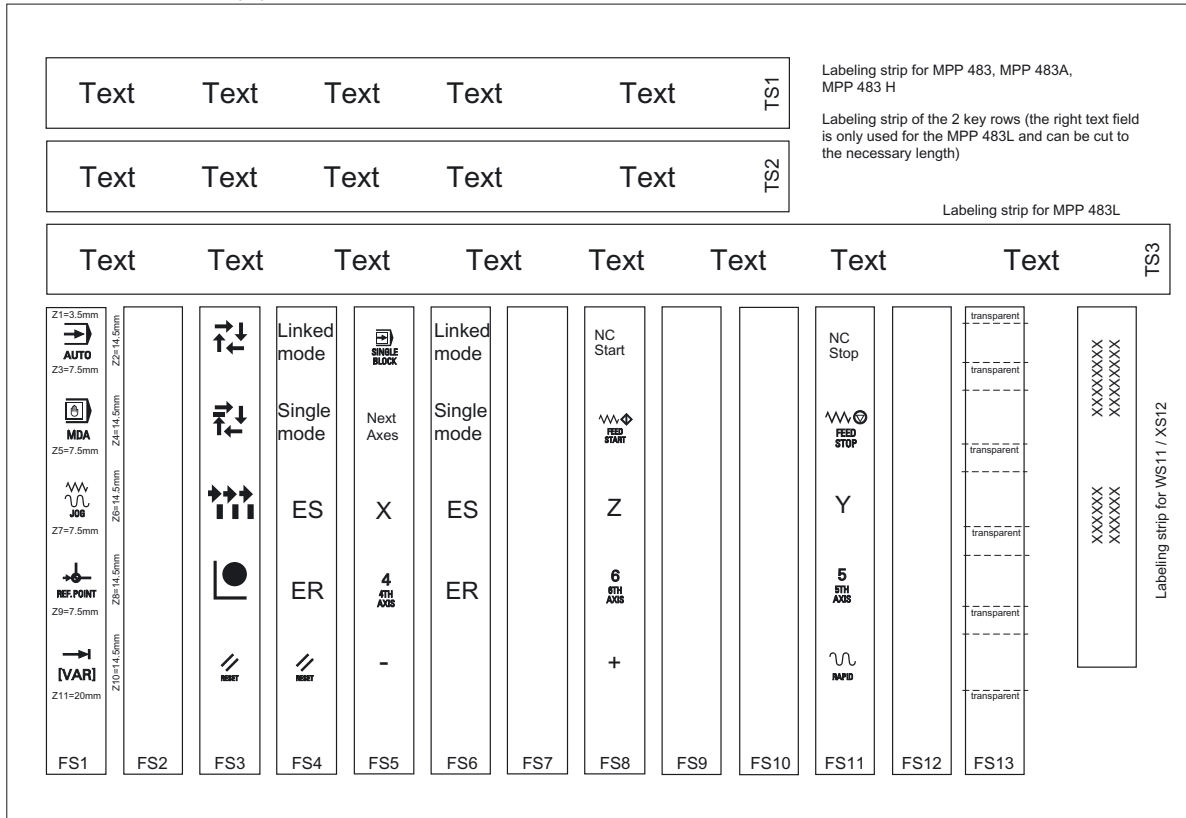 Text Text Text Text Text TS1
Labeling strip for MPP 483, MPP 483A,
MPP 483 H
Labeling strip of the 2 key rows (the right text field
is only used for the MPP 483L and can be cut to
the necessary length)
Text Text Text Text Text TS2
Labeling strip for MPP 483L
Text Text Text Text Text Text Text Text TS3
Z1=3.5mm
AUTO
Z2=14.5mm
Z3=7.5mm
MDA
Z4=14.5mm
Z5=7.5mm
JOG
Z6=14.5mm
Z7=7.5mm
REF.POINT
Z8=14.5mm
Z9=7.5mm
[VAR]
Z10=14.5mm
Z11=20mm
FS1
FS2
RESET
FS3
Linked
mode
Single
mode
ES
ER
RESET
FS4
SINGLE
BLOCK
Next
Axes
X
4
4TH
AXIS
-
FS5
Linked
mode
Single
mode
ES
ER
FS6
FS7
NC
Start
FEED
START
Z
6
6TH
AXIS
+
FS8
FS9
FS10
NC
Stop
FEED
STOP
Y
5
5TH
AXIS
RAPID
FS11
FS12
transparent
transparent
transparent
transparent
transparent
transparent
FS13
XXXXXXX
XXXXXXX
XXXXXX
XXXXXX
Labeling strip for WS11 / XS12